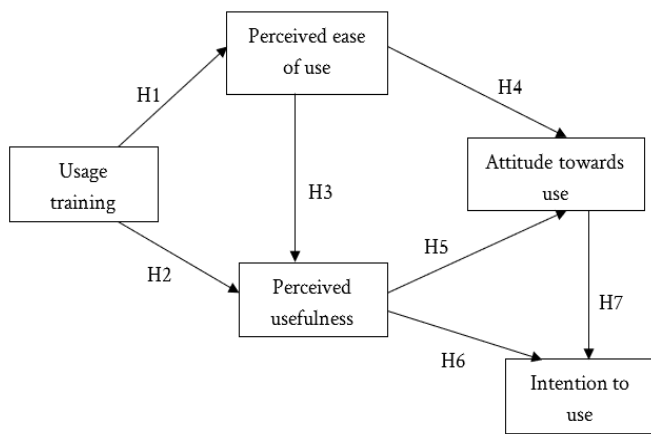 Perceived ease
of use
H1
H4
Usage
training
Attitude towards
use
H3
H2
H5
Perceived
usefulness
H7
H6
Intention to
use